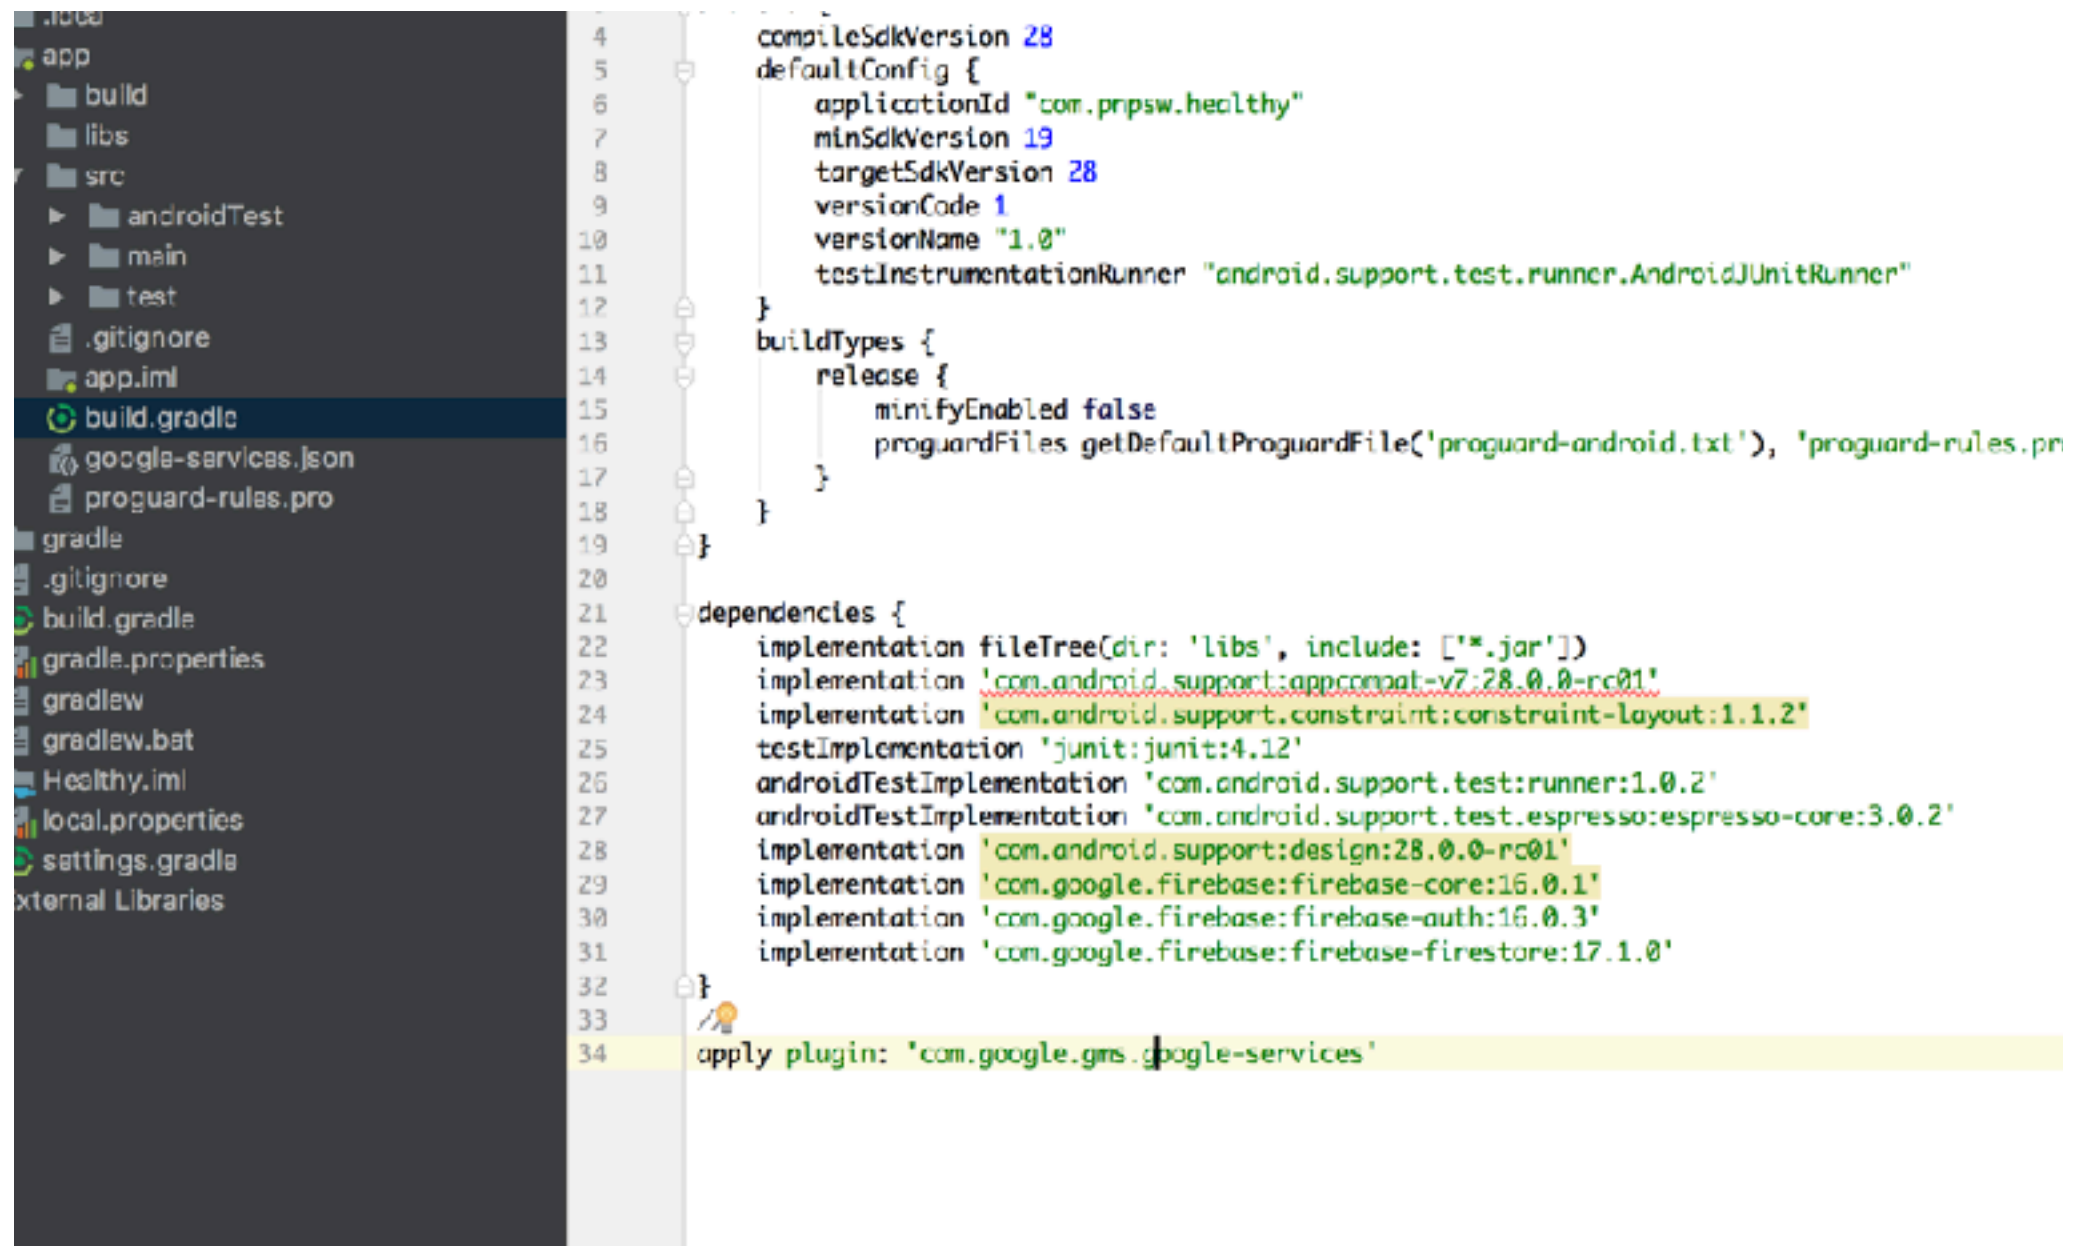 app
build
libs
src
androidTest
main
test
.gitignore
app.iml
build.gradle
google-services.json
proguard-rules.pro
gradle
.gitignore
build.gradle
gradle.properties
gradlew
gradlew.bat
Healthy.iml
local.properties
settings.gradle
xternal Libraries
4 compileSdkVersion 28
5 defaultConfig {
6 applicationId "com.pnpsw.healthy"
7 minSdkVersion 19
8 targetSdkVersion 28
9 versionCode 1
10 versionName "1.0"
11 testInstrumentationRunner "android.support.test.runner.AndroidJUnitRunner"
12 }
13 buildTypes {
14 release {
15 minifyEnabled false
16 proguardFiles getDefaultProguardFile('proguard-android.txt'), 'proguard-rules.pr
17 }
18 }
19 }
20
21 dependencies {
22 implementation fileTree(dir: 'libs', include: ['*.jar'])
23 implementation 'com.android.support:appcompat-v7:28.0.0-rc01'
24 implementation 'com.android.support.constraint:constraint-layout:1.1.2'
25 testImplementation 'junit:junit:4.12'
26 androidTestImplementation 'com.android.support.test:runner:1.0.2'
27 androidTestImplementation 'com.android.support.test.espresso:espresso-core:3.0.2'
28 implementation 'com.android.support:design:28.0.0-rc01'
29 implementation 'com.google.firebase:firebase-core:16.0.1'
30 implementation 'com.google.firebase:firebase-auth:16.0.3'
31 implementation 'com.google.firebase:firebase-firestore:17.1.0'
32 }
33 /
34 apply plugin: 'com.google.gms.google-services'